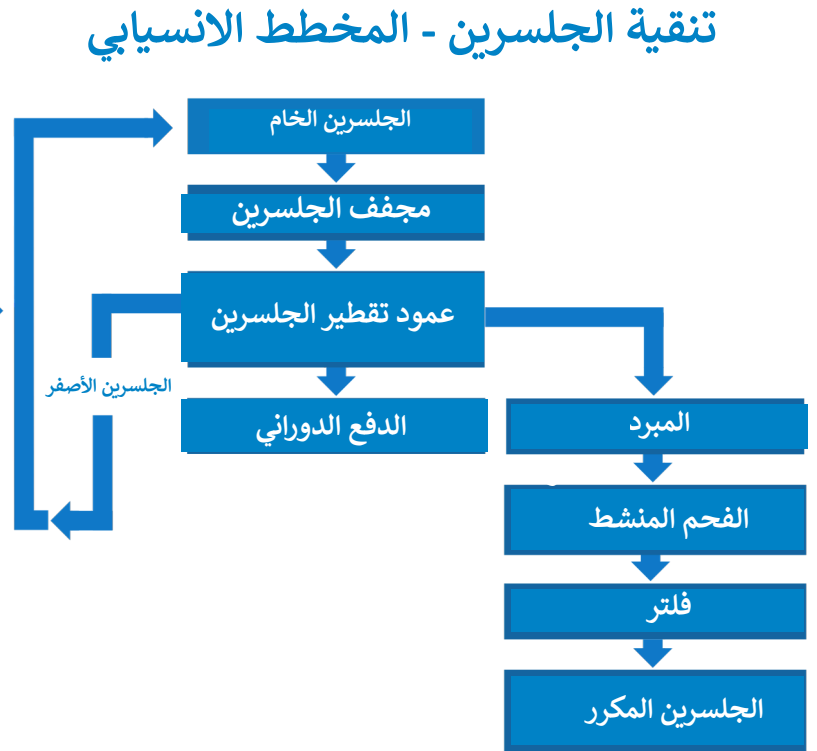 تنقية الجلسرين - المخطط الانسيابي
الجلسرين الخام
مجفف الجلسرين
عمود تقطير الجلسرين
الجلسرين الأصفر
الدفع الدوراني
المبرد
الفحم المنشط
فلتر
الجلسرين المكرر